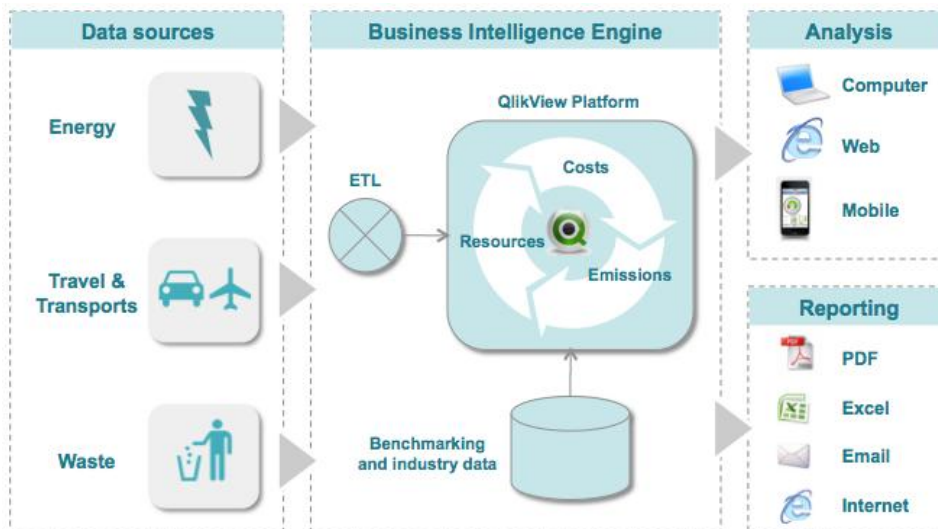 Data sources
Energy
Travel &
Transports
Waste
Business Intelligence Engine
QlikView Platform
ETL
Costs
Resources
Emissions
Benchmarking
and industry data
Analysis
Computer
Web
Mobile
Reporting
PDF
Excel
Email
Internet